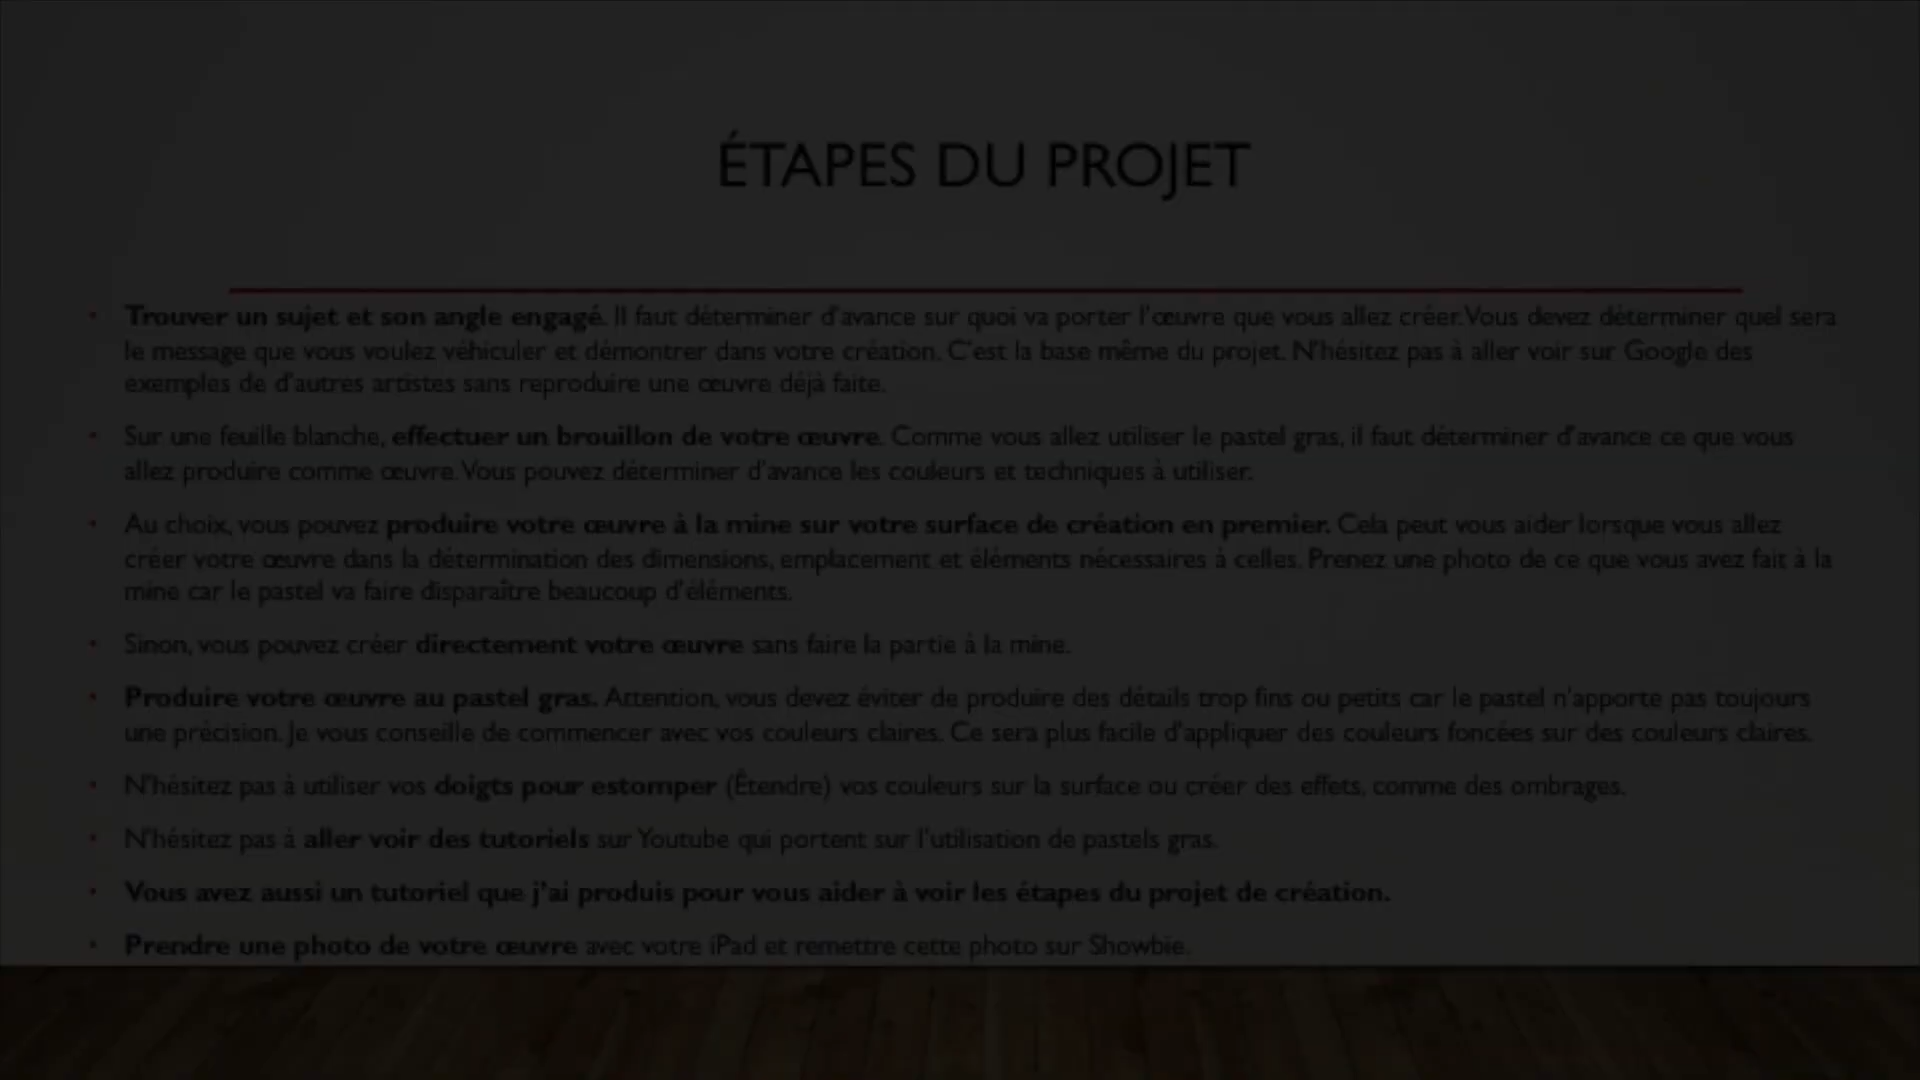 ÉTAPES DU PROJET
• Trouver un sujet et son angle engagé. Il faut déterminer d'avance sur quoi va porter l'œuvre que vous allez créer. Vous devez déterminer quel sera
le message que vous voulez véhiculer et démontrer dans votre création. C'est la base même du projet. N'hésitez pas à aller voir sur Google des
exemples de d'autres artistes sans reproduire une œuvre déjà faite.
• Sur une feuille blanche, effectuer un brouillon de votre œuvre. Comme vous allez utiliser le pastel gras, il faut déterminer d'avance ce que vous
allez produire comme œuvre. Vous pouvez déterminer d'avance les couleurs et techniques à utiliser.
• Au choix, vous pouvez produire votre œuvre à la mine sur votre surface de création en premier. Cela peut vous aider lorsque vous allez
créer votre œuvre dans la détermination des dimensions, emplacement et éléments nécessaires à celles. Prenez une photo de ce que vous avez fait à la
mine car le pastel va faire disparaître beaucoup d'éléments.
• Sinon, vous pouvez créer directement votre œuvre sans faire la partie à la mine.
• Produire votre œuvre au pastel gras. Attention, vous devez éviter de produire des détails trop fins ou petits car le pastel n'apporte pas toujours
une précision. Je vous conseille de commencer avec vos couleurs claires. Ce sera plus facile d'appliquer des couleurs foncées sur des couleurs claires.
• N'hésitez pas à utiliser vos doigts pour estomper (Étendre) vos couleurs sur la surface ou créer des effets, comme des ombrages.
• N'hésitez pas à aller voir des tutoriels sur Youtube qui portent sur l'utilisation de pastels gras.
• Vous avez aussi un tutoriel que j'ai produis pour vous aider à voir les étapes du projet de création.
• Prendre une photo de votre œuvre avec votre iPad et remettre cette photo sur Showbie.